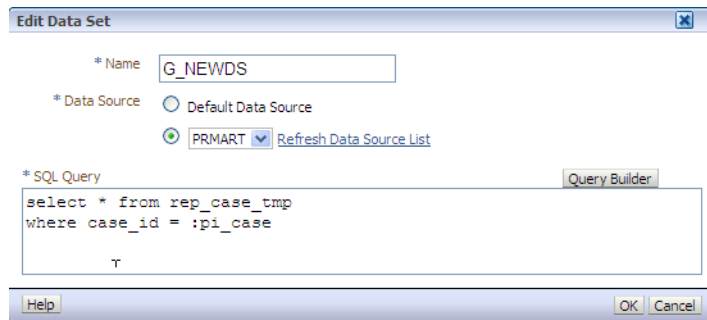 Edit Data Set
* Name G_NEWDS
* Data Source Default Data Source
PRMART Refresh Data Source List
* SQL Query Query Builder
select * from rep_case_tmp
where case_id = :pi_case
Help OK Cancel